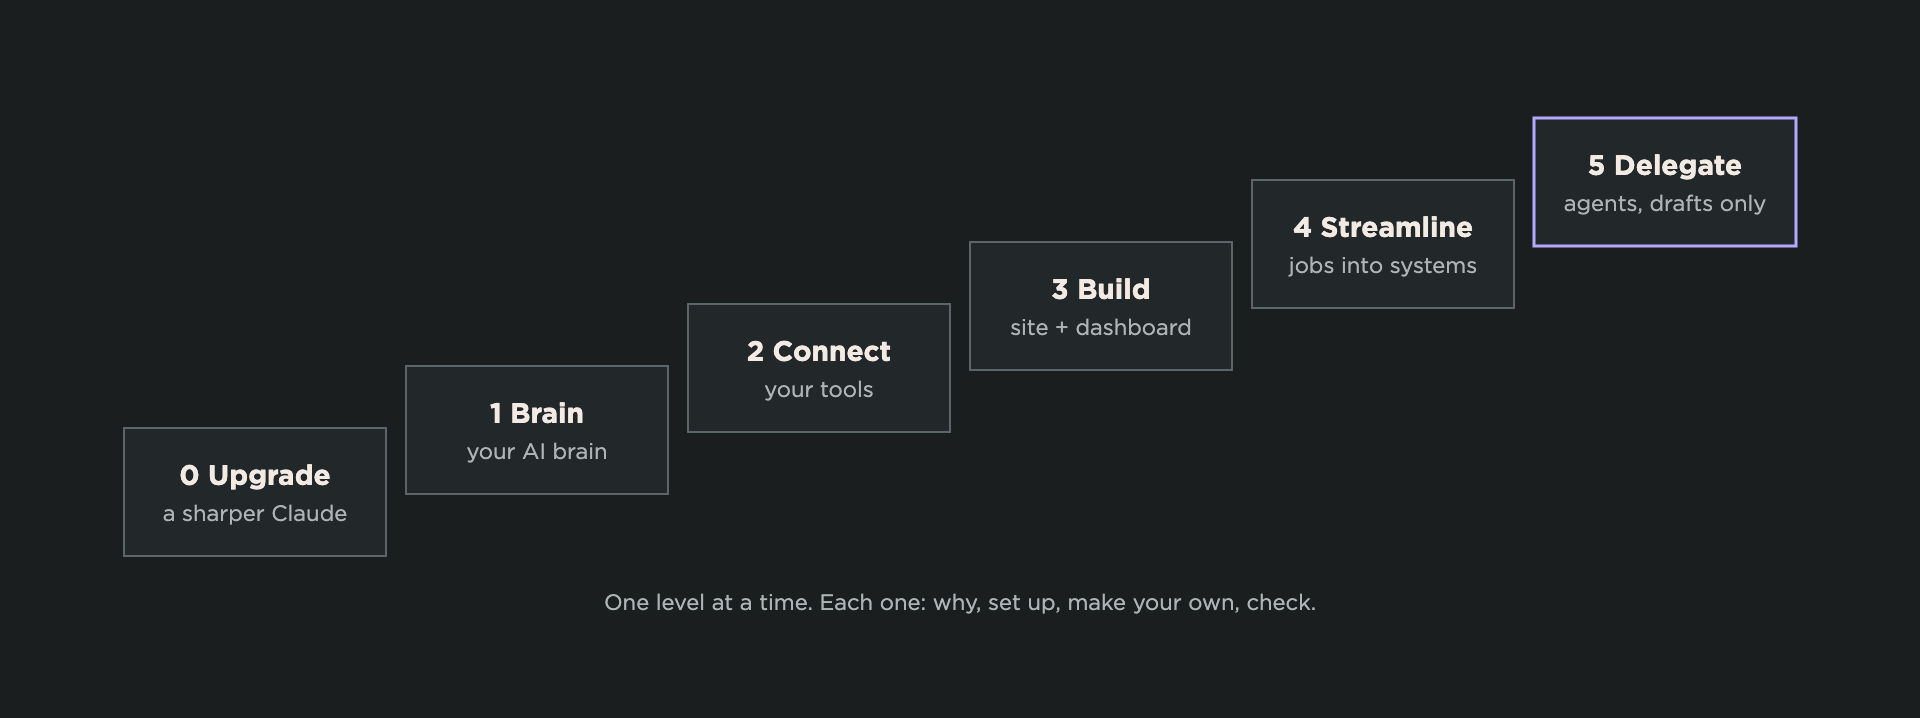 0 Upgrade
a sharper Claude
1 Brain
your AI brain
2 Connect
your tools
3 Build
site + dashboard
4 Streamline
jobs into systems
5 Delegate
agents, drafts only
One level at a time. Each one: why, set up, make your own, check.